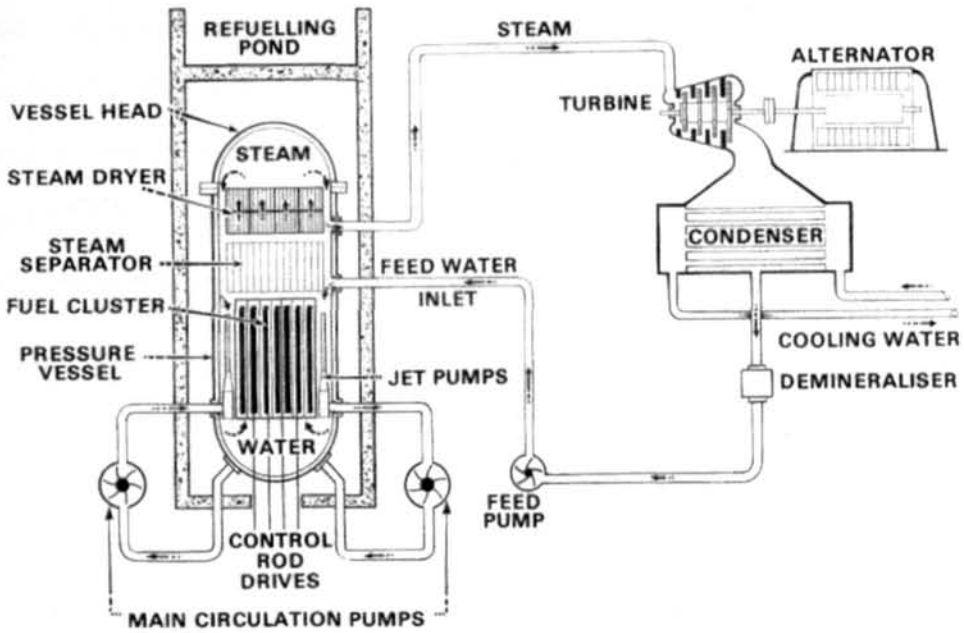 REFUELLING
POND
STEAM
ALTERNATOR
TURBINE
VESSEL HEAD
STEAM
STEAM DRYER
STEAM
SEPARATOR
CONDENSER
FEED WATER
INLET
FUEL CLUSTER
COOLING WATER
PRESSURE
VESSEL
JET PUMPS
DEMINERALISER
WATER
FEED
PUMP
CONTROL
ROD
DRIVES
MAIN CIRCULATION PUMPS